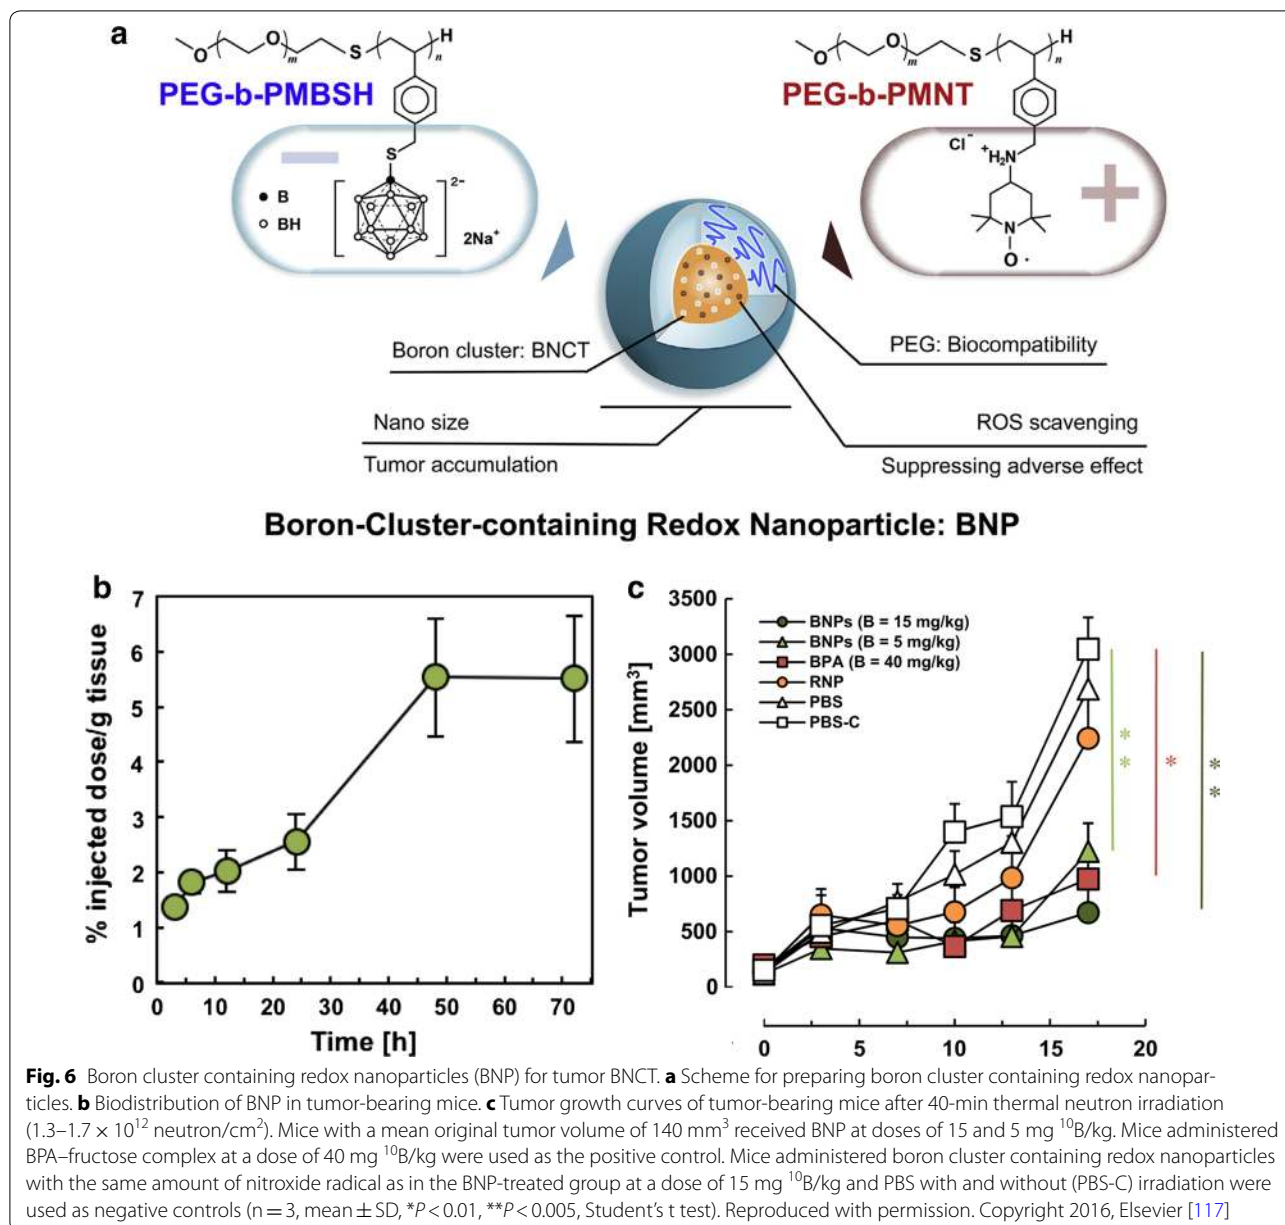 a
O
O
m
S
n
H
PEG-b-PMBSH
O
O
m
S
n
H
PEG-b-PMNT
S
2−
B
BH
2Na⁺
Cl⁻
⁺H₂N
N
O·
Boron cluster: BNCT
PEG: Biocompatibility
Nano size
Tumor accumulation
ROS scavenging
Suppressing adverse effect
Boron-Cluster-containing Redox Nanoparticle: BNP
b
7
6
5
4
3
2
1
0
% injected dose/g tissue
0 10 20 30 40 50 60 70
Time [h]
c
3500
3000
2500
2000
1500
1000
500
0
Tumor volume [mm³]
BNPs (B = 15 mg/kg)
BNPs (B = 5 mg/kg)
BPA (B = 40 mg/kg)
RNP
PBS
PBS-C
**
*
**
0 5 10 15 20
Fig. 6 Boron cluster containing redox nanoparticles (BNP) for tumor BNCT. a Scheme for preparing boron cluster containing redox nanopar-
ticles. b Biodistribution of BNP in tumor-bearing mice. c Tumor growth curves of tumor-bearing mice after 40-min thermal neutron irradiation
(1.3–1.7 × 10¹² neutron/cm²). Mice with a mean original tumor volume of 140 mm³ received BNP at doses of 15 and 5 mg ¹⁰B/kg. Mice administered
BPA–fructose complex at a dose of 40 mg ¹⁰B/kg were used as the positive control. Mice administered boron cluster containing redox nanoparticles
with the same amount of nitroxide radical as in the BNP-treated group at a dose of 15 mg ¹⁰B/kg and PBS with and without (PBS-C) irradiation were
used as negative controls (n = 3, mean ± SD, *P < 0.01, **P < 0.005, Student's t test). Reproduced with permission. Copyright 2016, Elsevier [117]